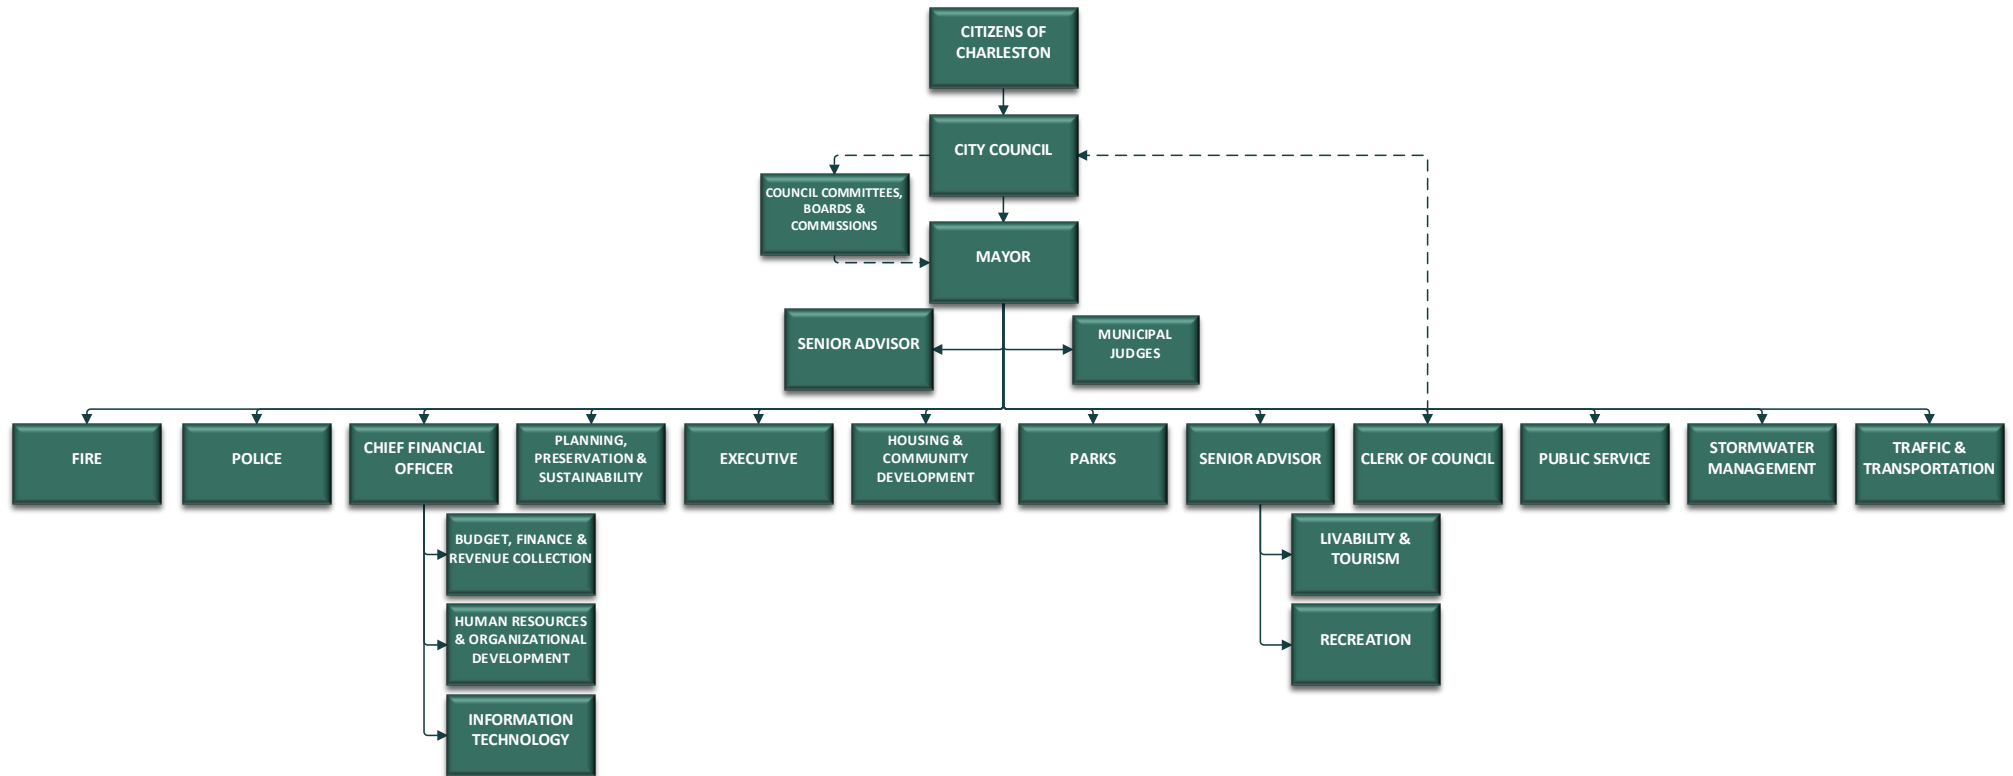 CITIZENS OF
CHARLESTON
CITY COUNCIL
COUNCIL COMMITTEES,
BOARDS &
COMMISSIONS
MAYOR
SENIOR ADVISOR
MUNICIPAL
JUDGES
FIRE
POLICE
CHIEF FINANCIAL
OFFICER
PLANNING,
PRESERVATION &
SUSTAINABILITY
EXECUTIVE
HOUSING &
COMMUNITY
DEVELOPMENT
PARKS
SENIOR ADVISOR
CLERK OF COUNCIL
PUBLIC SERVICE
STORMWATER
MANAGEMENT
TRAFFIC &
TRANSPORTATION
BUDGET, FINANCE &
REVENUE COLLECTION
HUMAN RESOURCES
& ORGANIZATIONAL
DEVELOPMENT
INFORMATION
TECHNOLOGY
LIVABILITY &
TOURISM
RECREATION